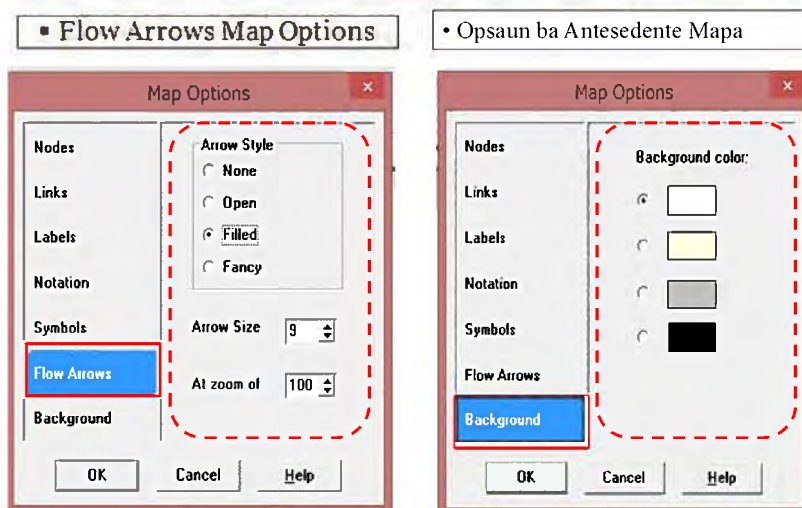 ▪ Flow Arrows Map Options
Map Options
×
Nodes
Links
Labels
Notation
Symbols
Flow Arrows
Background
Arrow Style
None
Open
Filled
Fancy
Arrow Size 9
At zoom of 100
OK Cancel Help
• Opsaun ba Antesedente Mapa
Map Options
×
Nodes
Links
Labels
Notation
Symbols
Flow Arrows
Background
Background color:
OK Cancel Help